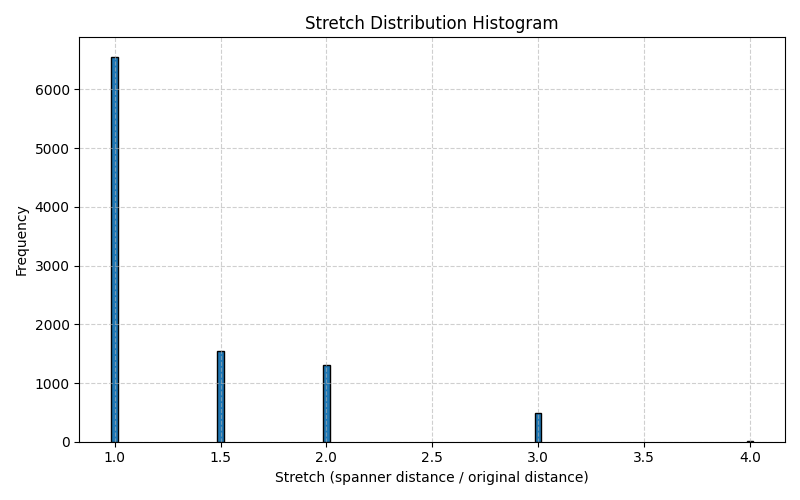 Stretch Distribution Histogram
Frequency
6000
5000
4000
3000
2000
1000
0
1.0 1.5 2.0 2.5 3.0 3.5 4.0
Stretch (spanner distance / original distance)